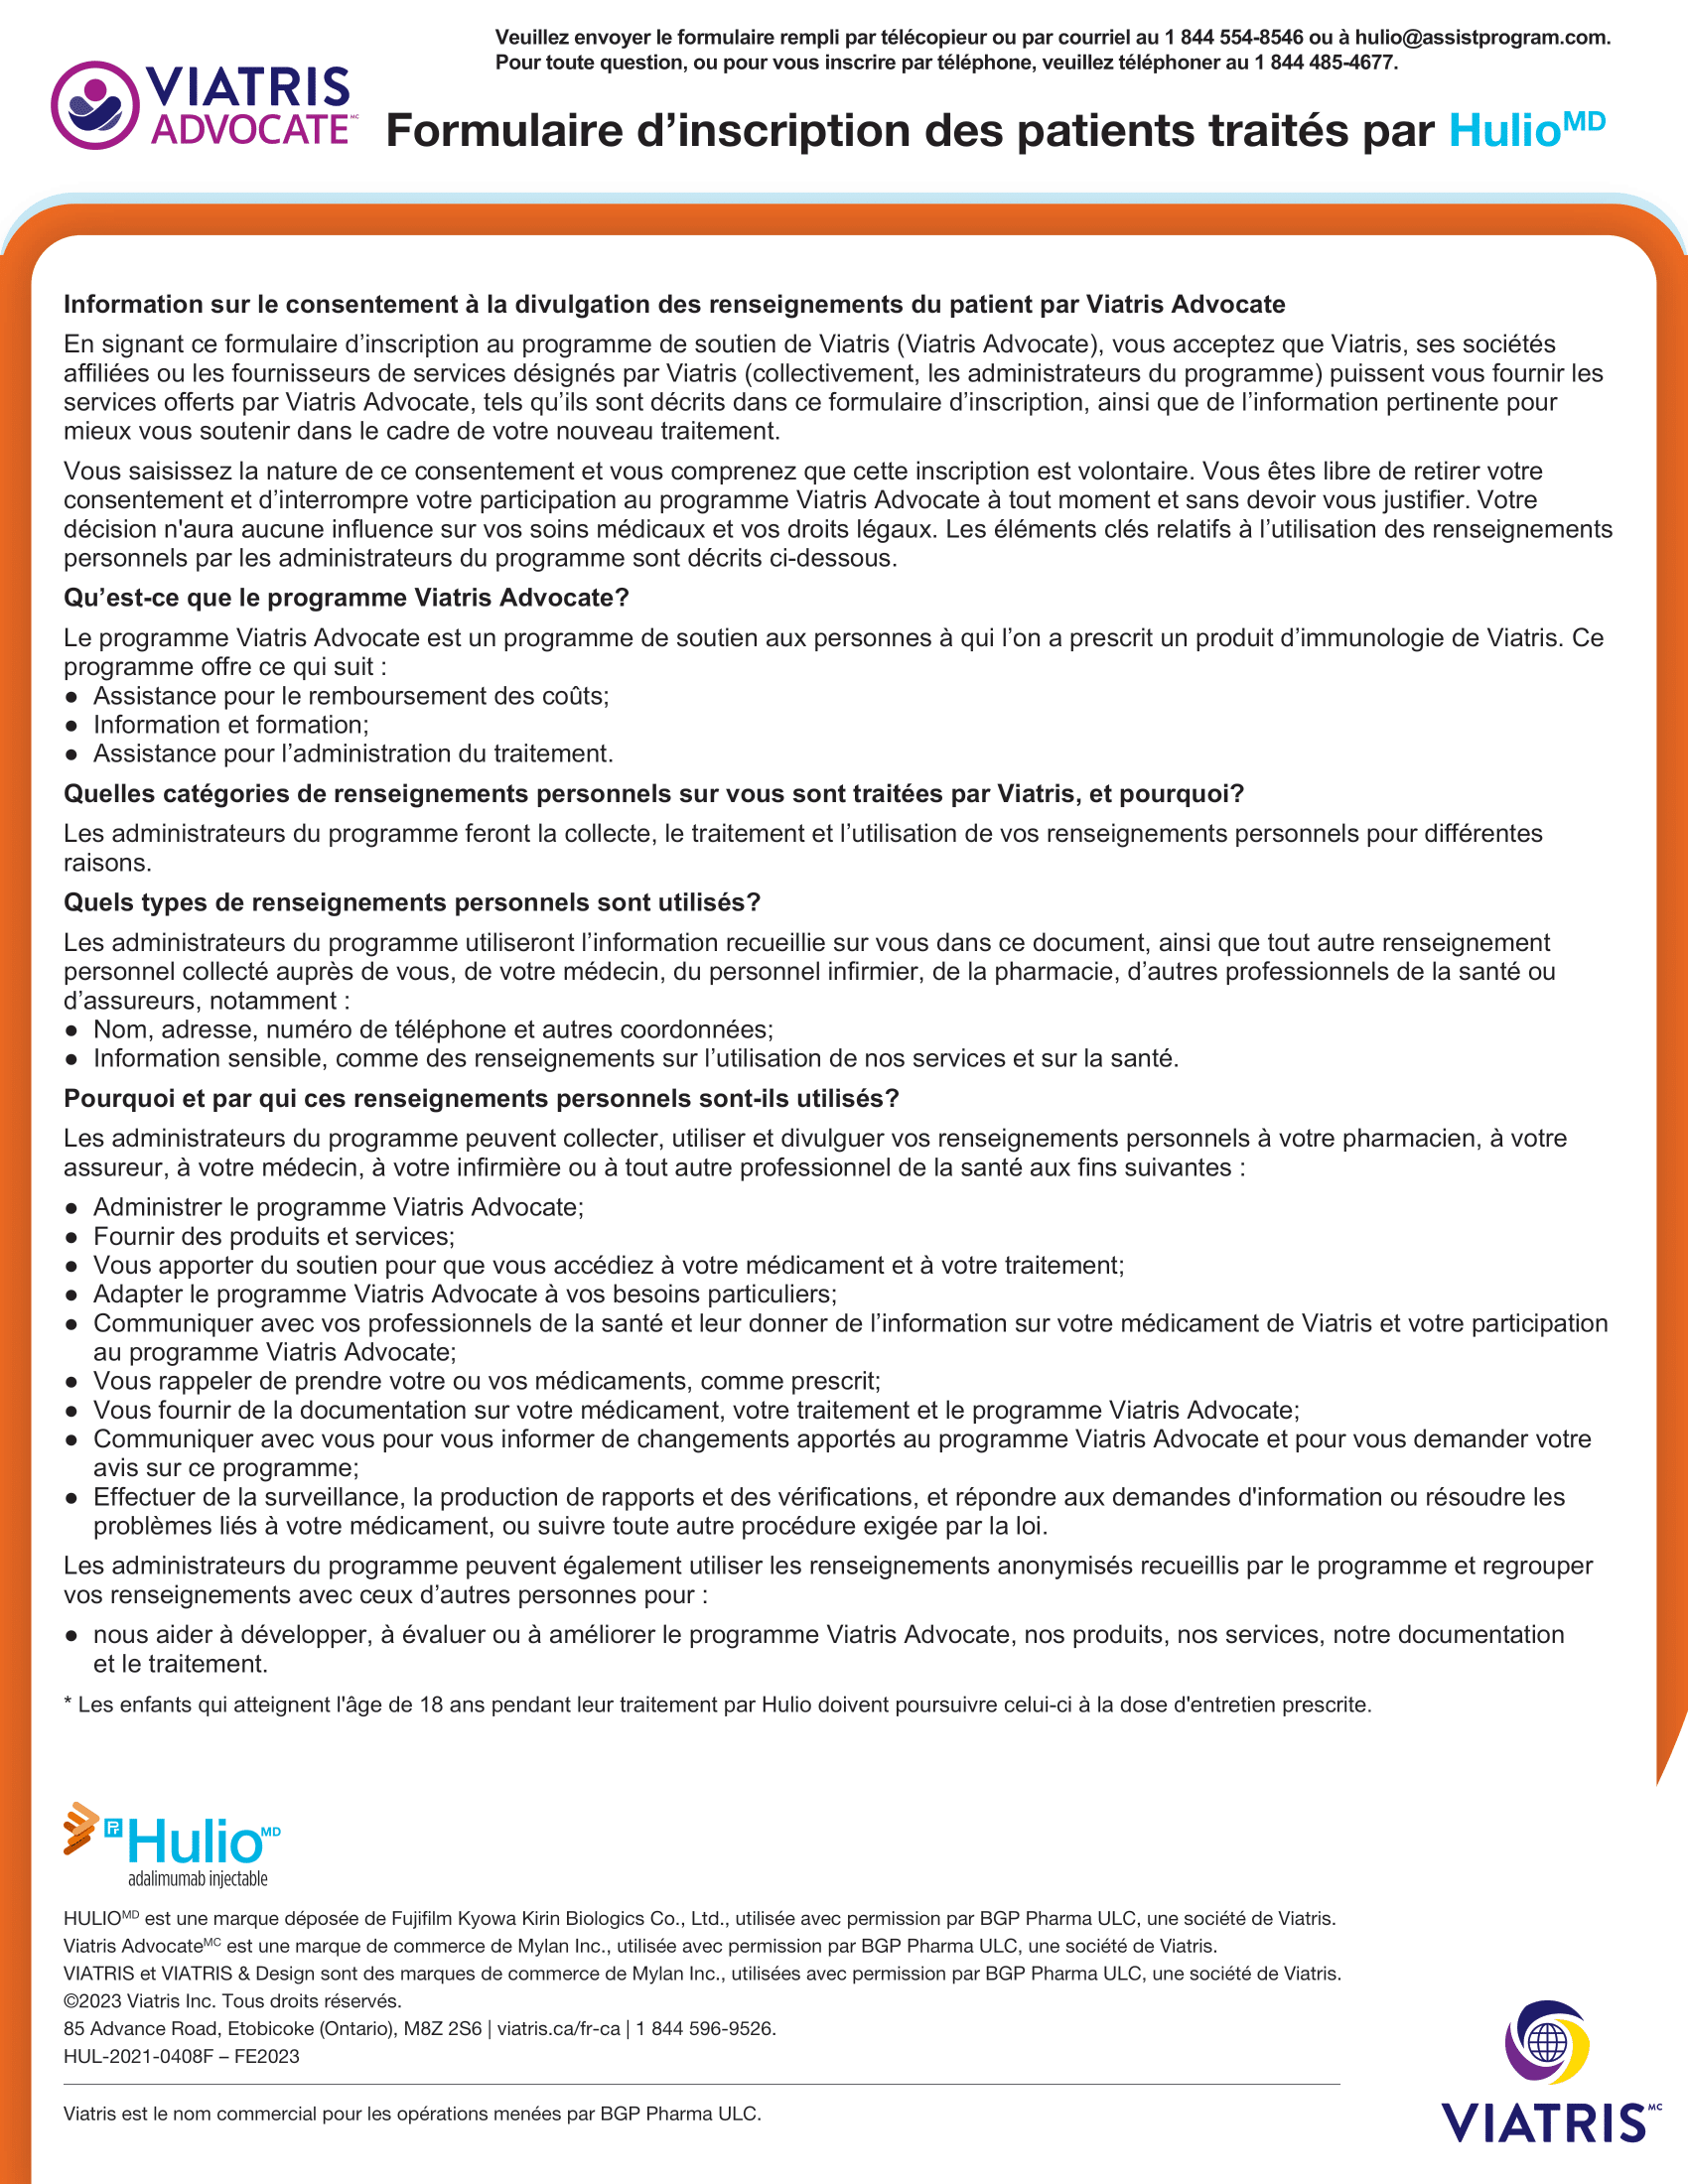 Veuillez envoyer le formulaire rempli par télécopieur ou par courriel au 1 844 554-8546 ou à hulio@assistprogram.com.
Pour toute question, ou pour vous inscrire par téléphone, veuillez téléphoner au 1 844 485-4677.
VIATRIS
ADVOCATE MC
Formulaire d’inscription des patients traités par Hulio MD
Information sur le consentement à la divulgation des renseignements du patient par Viatris Advocate
En signant ce formulaire d’inscription au programme de soutien de Viatris (Viatris Advocate), vous acceptez que Viatris, ses sociétés
affiliées ou les fournisseurs de services désignés par Viatris (collectivement, les administrateurs du programme) puissent vous fournir les
services offerts par Viatris Advocate, tels qu’ils sont décrits dans ce formulaire d’inscription, ainsi que de l’information pertinente pour
mieux vous soutenir dans le cadre de votre nouveau traitement.
Vous saisissez la nature de ce consentement et vous comprenez que cette inscription est volontaire. Vous êtes libre de retirer votre
consentement et d’interrompre votre participation au programme Viatris Advocate à tout moment et sans devoir vous justifier. Votre
décision n'aura aucune influence sur vos soins médicaux et vos droits légaux. Les éléments clés relatifs à l’utilisation des renseignements
personnels par les administrateurs du programme sont décrits ci-dessous.
Qu’est-ce que le programme Viatris Advocate?
Le programme Viatris Advocate est un programme de soutien aux personnes à qui l’on a prescrit un produit d’immunologie de Viatris. Ce
programme offre ce qui suit :
● Assistance pour le remboursement des coûts;
● Information et formation;
● Assistance pour l’administration du traitement.
Quelles catégories de renseignements personnels sur vous sont traitées par Viatris, et pourquoi?
Les administrateurs du programme feront la collecte, le traitement et l’utilisation de vos renseignements personnels pour différentes
raisons.
Quels types de renseignements personnels sont utilisés?
Les administrateurs du programme utiliseront l’information recueillie sur vous dans ce document, ainsi que tout autre renseignement
personnel collecté auprès de vous, de votre médecin, du personnel infirmier, de la pharmacie, d’autres professionnels de la santé ou
d’assureurs, notamment :
● Nom, adresse, numéro de téléphone et autres coordonnées;
● Information sensible, comme des renseignements sur l’utilisation de nos services et sur la santé.
Pourquoi et par qui ces renseignements personnels sont-ils utilisés?
Les administrateurs du programme peuvent collecter, utiliser et divulguer vos renseignements personnels à votre pharmacien, à votre
assureur, à votre médecin, à votre infirmière ou à tout autre professionnel de la santé aux fins suivantes :
● Administrer le programme Viatris Advocate;
● Fournir des produits et services;
● Vous apporter du soutien pour que vous accédiez à votre médicament et à votre traitement;
● Adapter le programme Viatris Advocate à vos besoins particuliers;
● Communiquer avec vos professionnels de la santé et leur donner de l’information sur votre médicament de Viatris et votre participation
au programme Viatris Advocate;
● Vous rappeler de prendre votre ou vos médicaments, comme prescrit;
● Vous fournir de la documentation sur votre médicament, votre traitement et le programme Viatris Advocate;
● Communiquer avec vous pour vous informer de changements apportés au programme Viatris Advocate et pour vous demander votre
avis sur ce programme;
● Effectuer de la surveillance, la production de rapports et des vérifications, et répondre aux demandes d'information ou résoudre les
problèmes liés à votre médicament, ou suivre toute autre procédure exigée par la loi.
Les administrateurs du programme peuvent également utiliser les renseignements anonymisés recueillis par le programme et regrouper
vos renseignements avec ceux d’autres personnes pour :
● nous aider à développer, à évaluer ou à améliorer le programme Viatris Advocate, nos produits, nos services, notre documentation
et le traitement.
* Les enfants qui atteignent l'âge de 18 ans pendant leur traitement par Hulio doivent poursuivre celui-ci à la dose d'entretien prescrite.
Pr Hulio MD
adalimumab injectable
HULIO MD est une marque déposée de Fujifilm Kyowa Kirin Biologics Co., Ltd., utilisée avec permission par BGP Pharma ULC, une société de Viatris.
Viatris Advocate MC est une marque de commerce de Mylan Inc., utilisée avec permission par BGP Pharma ULC, une société de Viatris.
VIATRIS et VIATRIS & Design sont des marques de commerce de Mylan Inc., utilisées avec permission par BGP Pharma ULC, une société de Viatris.
©2023 Viatris Inc. Tous droits réservés.
85 Advance Road, Etobicoke (Ontario), M8Z 2S6 | viatris.ca/fr-ca | 1 844 596-9526.
HUL-2021-0408F – FE2023
Viatris est le nom commercial pour les opérations menées par BGP Pharma ULC.
VIATRIS MC